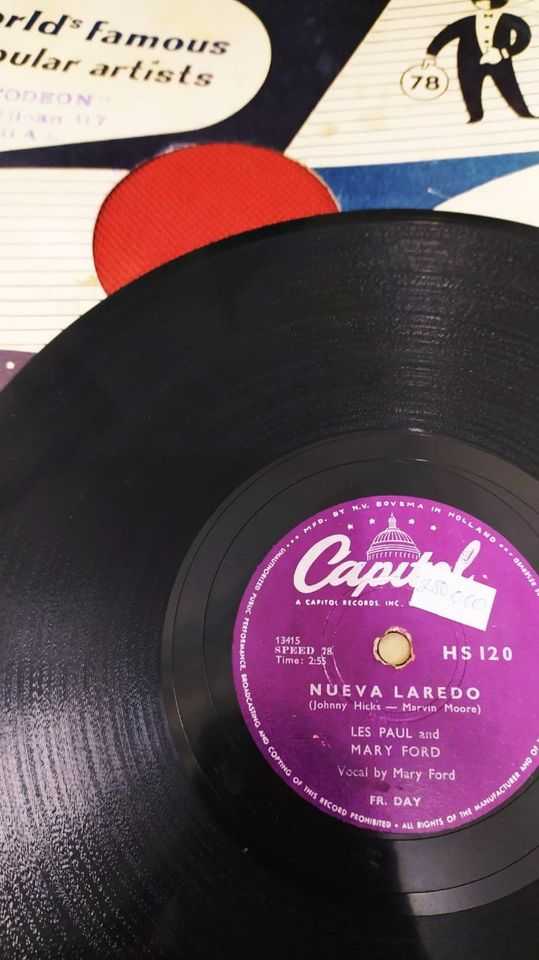 orld's famous
pular artists
ODEON
78
MFD. BY N.V. BOVEMA IN HOLLAND
Capitol
A CAPITOL RECORDS, INC.
13415
SPEED 78
Time: 2:55
HS 120
NUEVA LAREDO
(Johnny Hicks — Marvin Moore)
LES PAUL and
MARY FORD
Vocal by Mary Ford
FR. DAY
UNAUTHORIZED PUBLIC PERFORMANCE, BROADCASTING AND COPYING OF THIS RECORD PROHIBITED • ALL RIGHTS OF THE MANUFACTURER AND OF